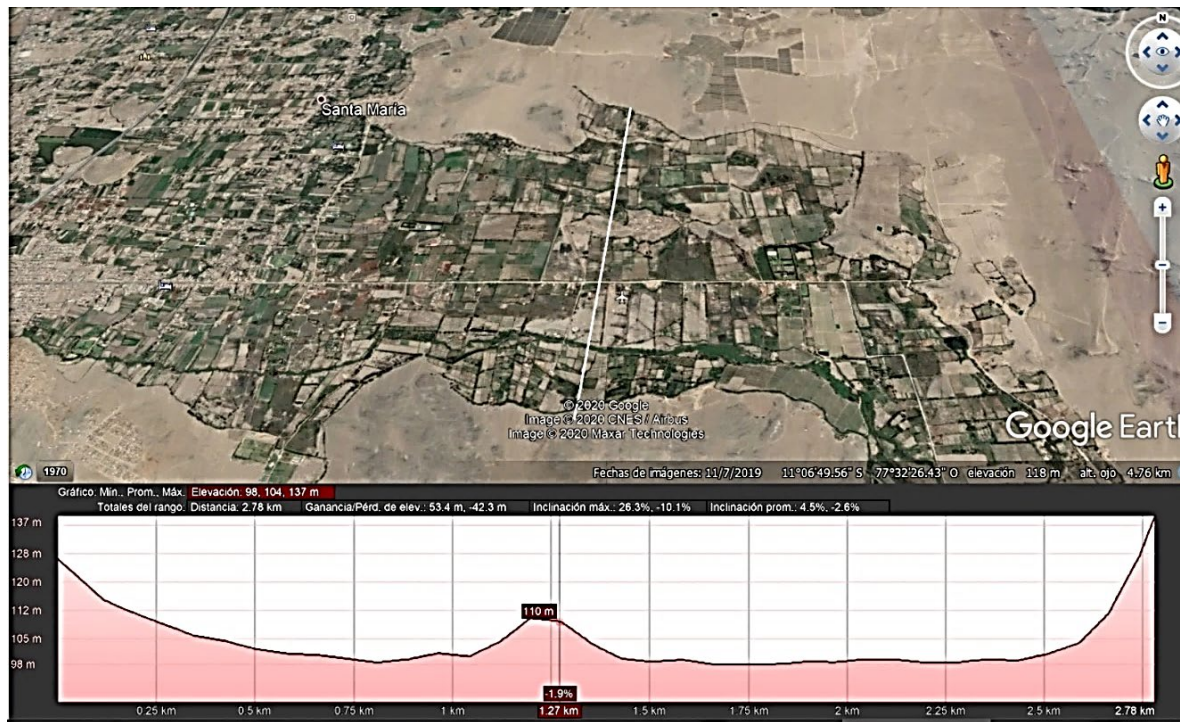 N
Santa María
© 2020 Google
Image © 2020 CNES / Airbus
Image © 2020 Maxar Technologies
Google Earth
1970
Fechas de imágenes: 11/7/2019 11°06'49.56" S 77°32'26.43" O elevación 118 m alt. ojo 4.76 km
Gráfico: Mín., Prom., Máx. Elevación: 98, 104, 137 m
Totales del rango: Distancia: 2.78 km Ganancia/Pérd. de elev.: 53.4 m, -42.3 m Inclinación máx.: 26.3%, -10.1% Inclinación prom.: 4.5%, -2.6%
137 m
128 m
120 m
112 m
110 m
105 m
98 m
-1.9%
0.25 km 0.5 km 0.75 km 1 km 1.27 km 1.5 km 1.75 km 2 km 2.25 km 2.5 km 2.78 km